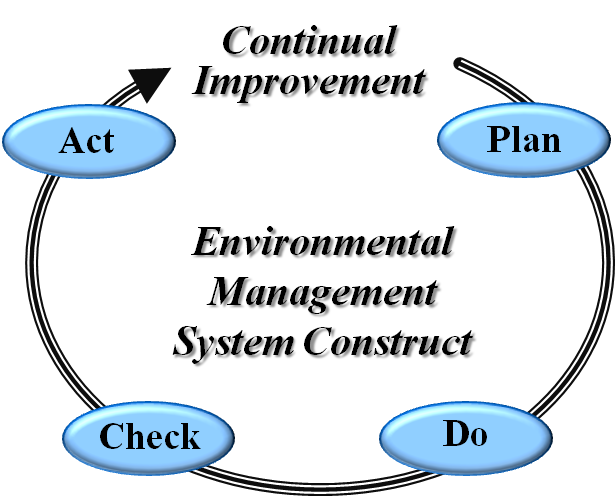 Continual
Improvement
Act
Plan
Environmental
Management
System Construct
Check
Do